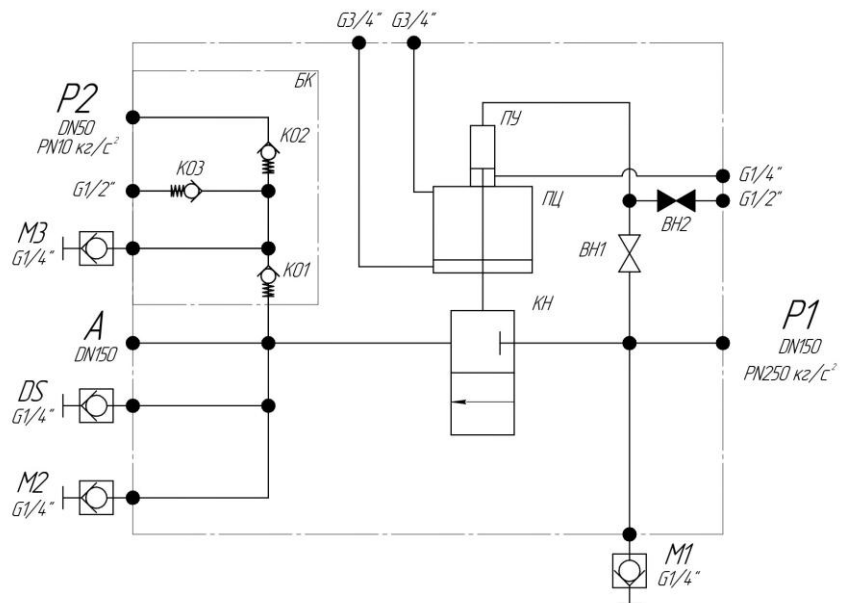 G3/4" G3/4"
БК
P2
DN50
PN10 кг/с²
КО2
КО3
G1/2"
М3
G1/4"
КО1
ПУ
ПЦ
G1/4"
G1/2"
ВН2
ВН1
КН
А
DN150
P1
DN150
PN250 кг/с²
DS
G1/4"
М2
G1/4"
М1
G1/4"